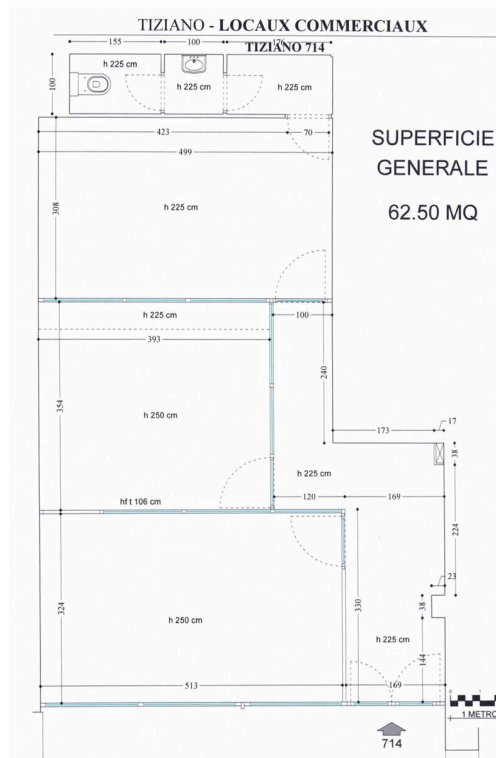 TIZIANO - LOCAUX COMMERCIAUX
TIZIANO 714
155
100
176
h 225 cm
100
h 225 cm
h 225 cm
423
70
499
SUPERFICIE
GENERALE
62.50 MQ
308
h 225 cm
h 225 cm
100
393
240
354
173
17
h 250 cm
38
h 225 cm
hf t 106 cm
120
169
224
23
324
h 250 cm
330
38
h 225 cm
144
513
169
1 METRO
714